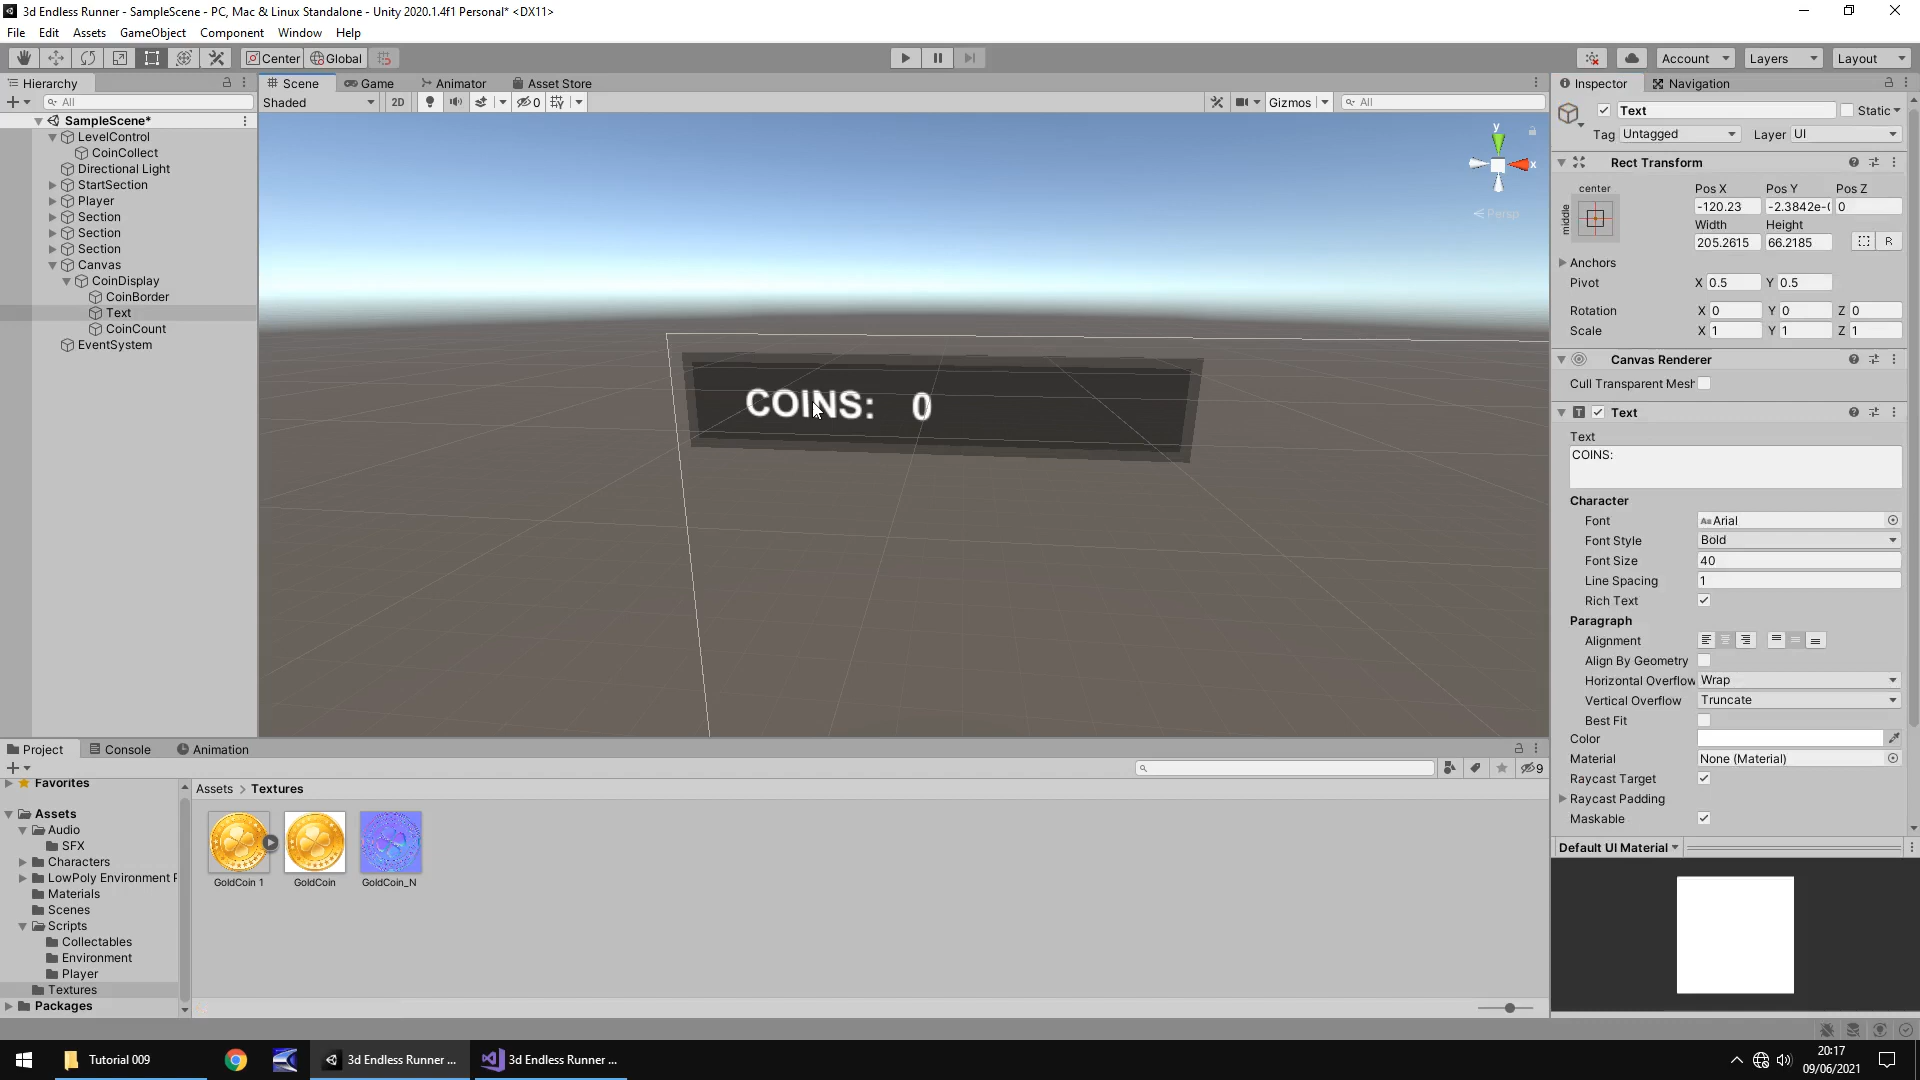 3d Endless Runner - SampleScene - PC, Mac & Linux Standalone - Unity 2020.1.4f1 Personal* <DX11>
File Edit Assets GameObject Component Window Help
Center Global Account Layers Layout
Hierarchy Scene Game Animator Asset Store Inspector Navigation
All Shaded 2D 0 Gizmos All
SampleScene*
LevelControl
CoinCollect
Directional Light
StartSection
Player
Section
Section
Section
Canvas
CoinDisplay
CoinBorder
Text
CoinCount
EventSystem
y
x
Persp
COINS: 0
Text Static
Tag Untagged Layer UI
Rect Transform
center
middle
Pos X Pos Y Pos Z
-120.23 -2.3842e-( 0
Width Height
205.2615 66.2185 R
Anchors
Pivot X 0.5 Y 0.5
Rotation X 0 Y 0 Z 0
Scale X 1 Y 1 Z 1
Canvas Renderer
Cull Transparent Mesh
Text
Text
COINS:
Character
Font Aa Arial
Font Style Bold
Font Size 40
Line Spacing 1
Rich Text
Paragraph
Alignment
Align By Geometry
Horizontal Overflow Wrap
Vertical Overflow Truncate
Best Fit
Color
Material None (Material)
Raycast Target
Raycast Padding
Maskable
Default UI Material
Project Console Animation
9
Favorites
Assets
Audio
SFX
Characters
LowPoly Environment P
Materials
Scenes
Scripts
Collectables
Environment
Player
Textures
Packages
Assets > Textures
GoldCoin 1 GoldCoin GoldCoin_N
Tutorial 009 3d Endless Runner ... 3d Endless Runner ...
20:17
09/06/2021